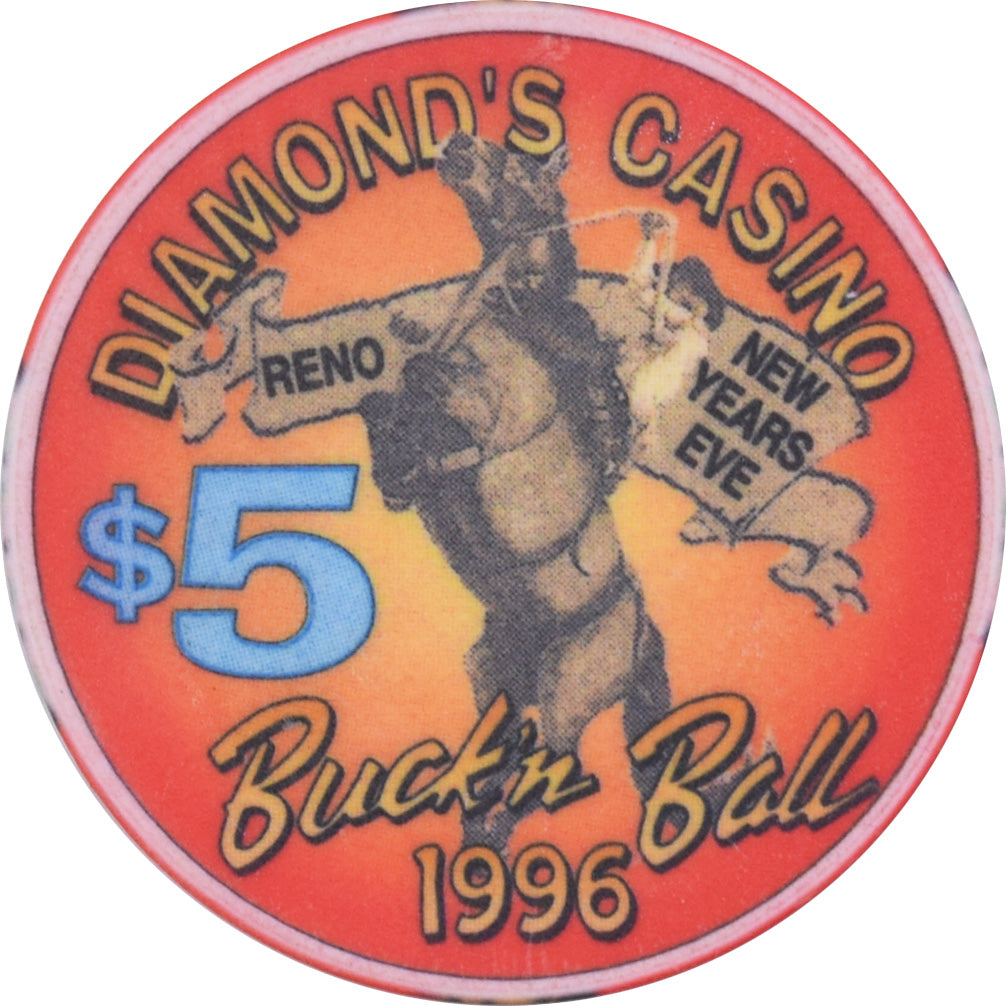 DIAMOND'S CASINO
RENO
NEW
YEARS
EVE
$5
Buck'n Ball
1996